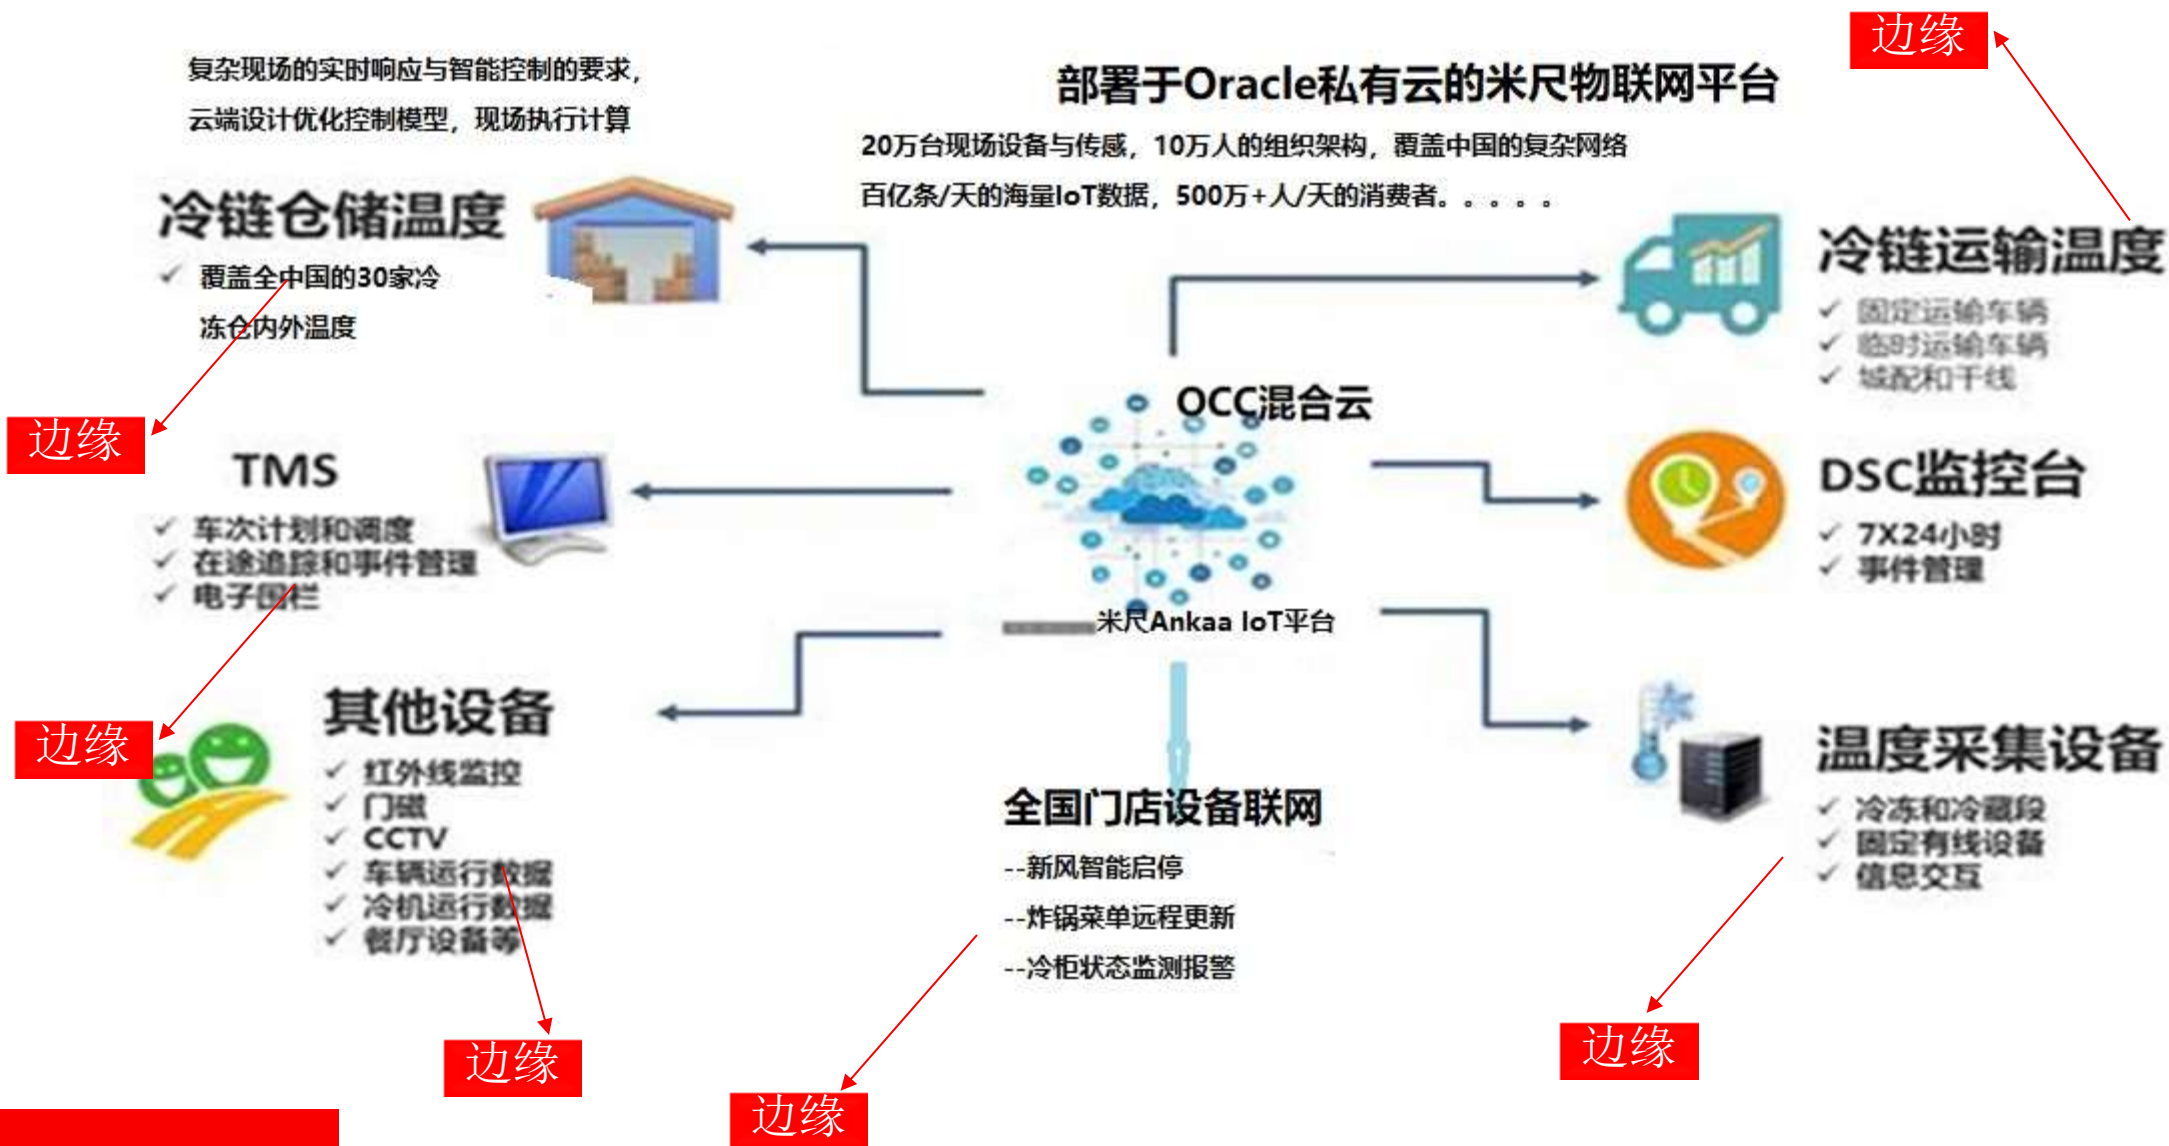 边缘
复杂现场的实时响应与智能控制的要求，
云端设计优化控制模型，现场执行计算
部署于Oracle私有云的米尺物联网平台
20万台现场设备与传感，10万人的组织架构，覆盖中国的复杂网络
百亿条/天的海量IoT数据，500万+人/天的消费者。。。。。
冷链仓储温度
✓ 覆盖全中国的30家冷
冻仓内外温度
边缘
冷链运输温度
✓ 固定运输车辆
✓ 临时运输车辆
✓ 城配和干线
OCC混合云
TMS
✓ 车次计划和调度
✓ 在途追踪和事件管理
✓ 电子围栏
边缘
DSC监控台
✓ 7X24小时
✓ 事件管理
米尺Ankaa IoT平台
其他设备
✓ 红外线监控
✓ 门磁
✓ CCTV
✓ 车辆运行数据
✓ 冷机运行数据
✓ 餐厅设备等
边缘
全国门店设备联网
--新风智能启停
--炸锅菜单远程更新
--冷柜状态监测报警
边缘
温度采集设备
✓ 冷冻和冷藏段
✓ 固定有线设备
✓ 信息交互
边缘